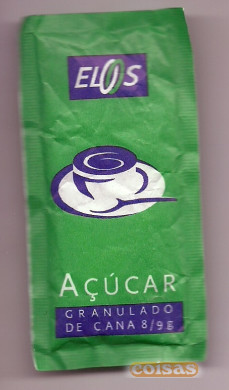 ELOS
AÇÚCAR
GRANULADO
DE CANA 8/9g
coisas